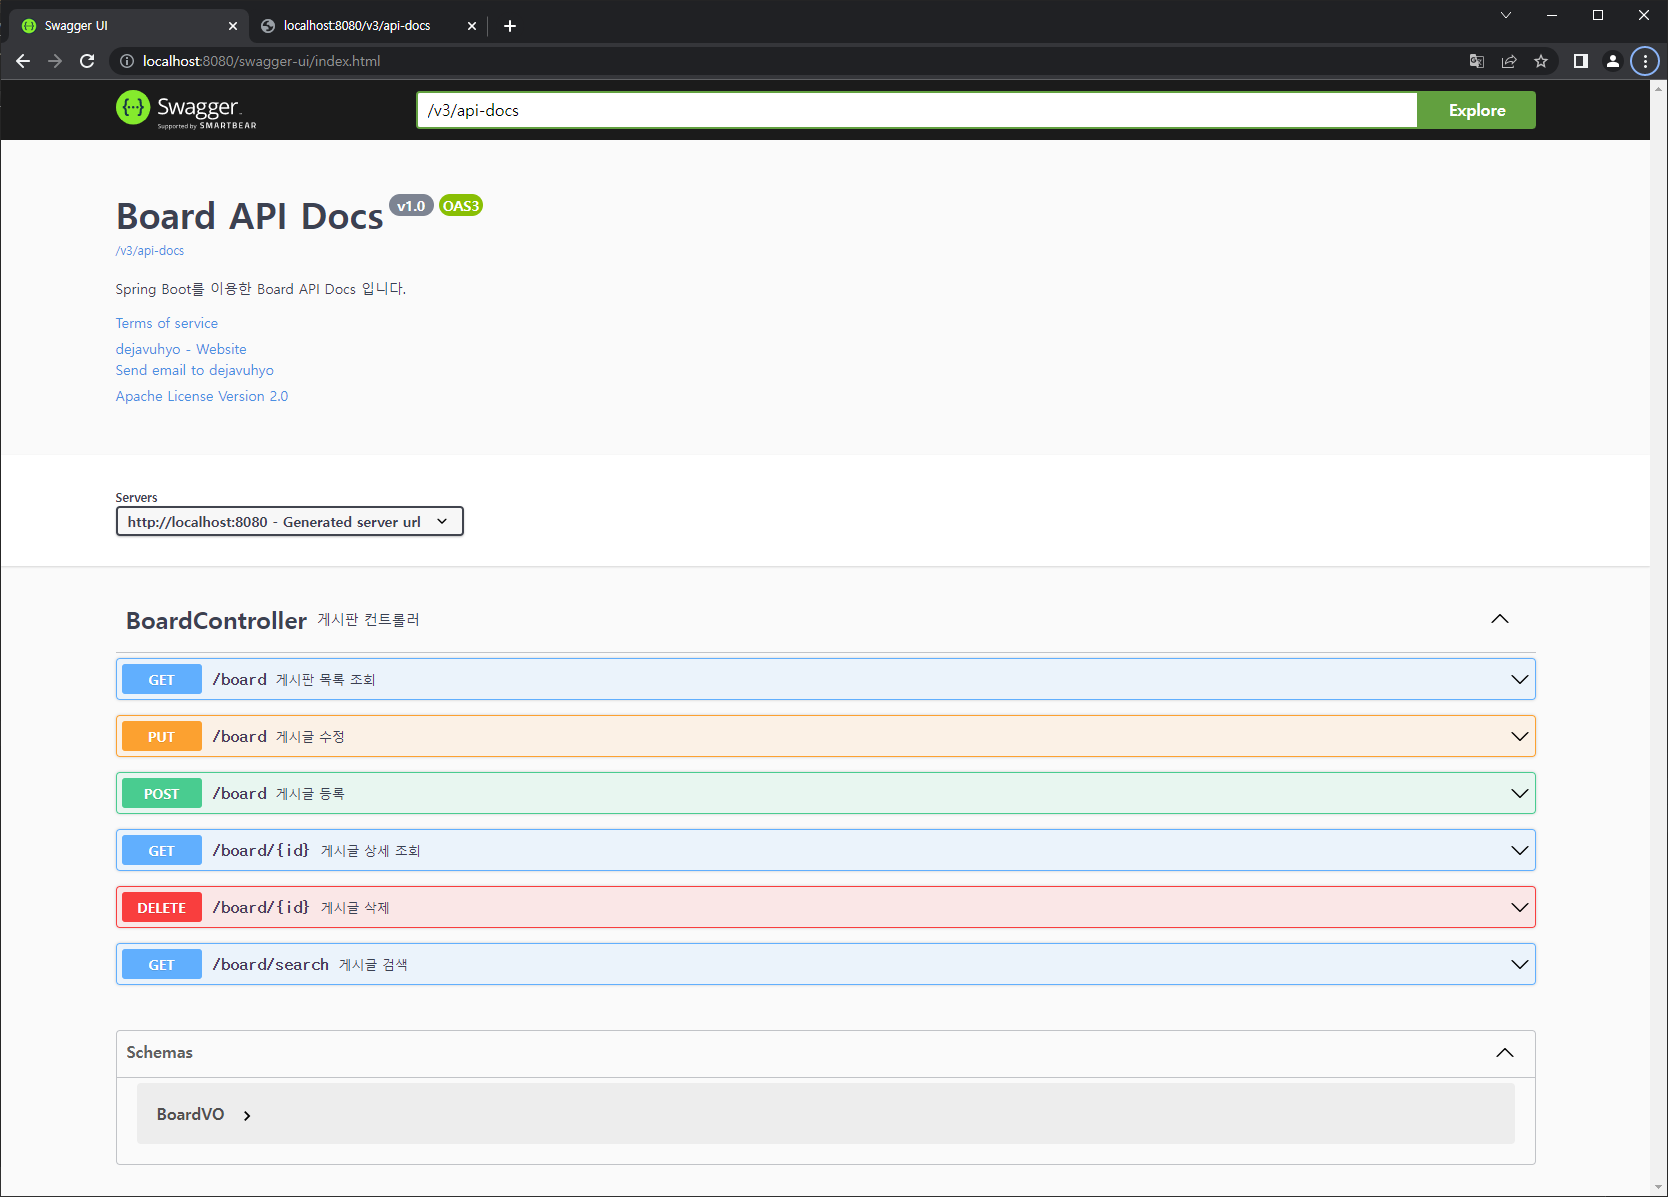 Swagger UI
localhost:8080/v3/api-docs
localhost:8080/swagger-ui/index.html
Swagger
Supported by SMARTBEAR
/v3/api-docs
Explore
Board API Docs v1.0 OAS3
/v3/api-docs
Spring Boot를 이용한 Board API Docs 입니다.
Terms of service
dejavuhyo - Website
Send email to dejavuhyo
Apache License Version 2.0
Servers
http://localhost:8080 - Generated server url
BoardController 게시판 컨트롤러
GET /board 게시판 목록 조회
PUT /board 게시글 수정
POST /board 게시글 등록
GET /board/{id} 게시글 상세 조회
DELETE /board/{id} 게시글 삭제
GET /board/search 게시글 검색
Schemas
BoardVO